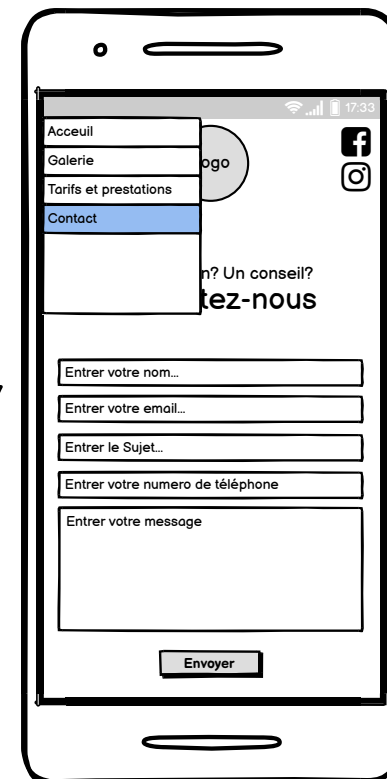 17:33
Acceuil
ogo
Galerie
Tarifs et prestations
Contact
n? Un conseil?
tez-nous
Entrer votre nom...
Entrer votre email...
Entrer le Sujet...
Entrer votre numero de téléphone
Entrer votre message
Envoyer